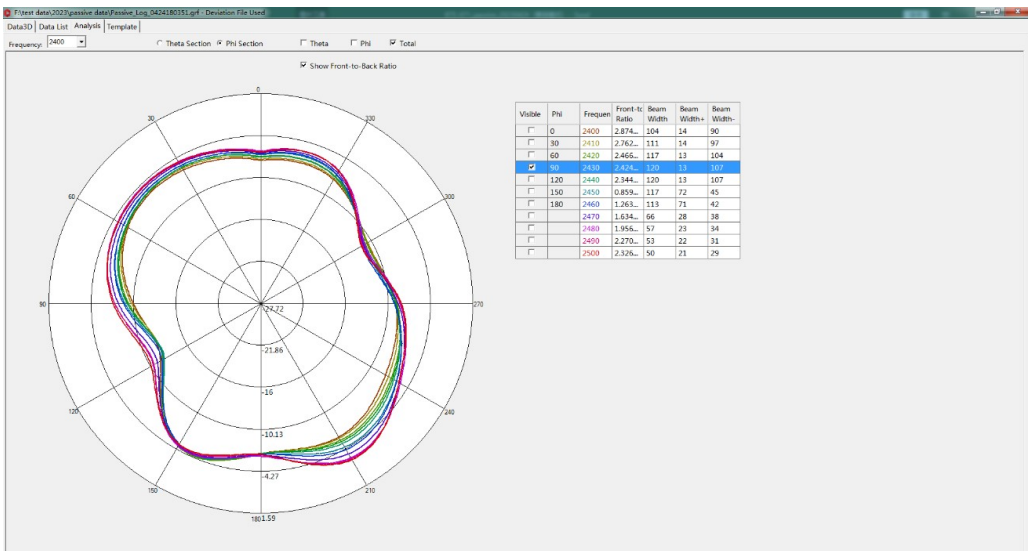 F:\test data\2023\passive data\Passive_Log_0424180351.grf - Deviation File Used
Data3D Data List Analysis Template
Frequency: 2400 Theta Section Phi Section Theta Phi Total
Show Front-to-Back Ratio
0
30 330
60 300
90 270
120 240
150 210
180
-27.72
-21.86
-16
-10.13
-4.27
1.59
Visible Phi Frequen Front-to Ratio Beam Width Beam Width+ Beam Width-
0 2400 2.874... 104 14 90
30 2410 2.762... 111 14 97
60 2420 2.466... 117 13 104
90 2430 2.424... 120 13 107
120 2440 2.344... 120 13 107
150 2450 0.859... 117 72 45
180 2460 1.263... 113 71 42
2470 1.634... 66 28 38
2480 1.956... 57 23 34
2490 2.270... 53 22 31
2500 2.326... 50 21 29